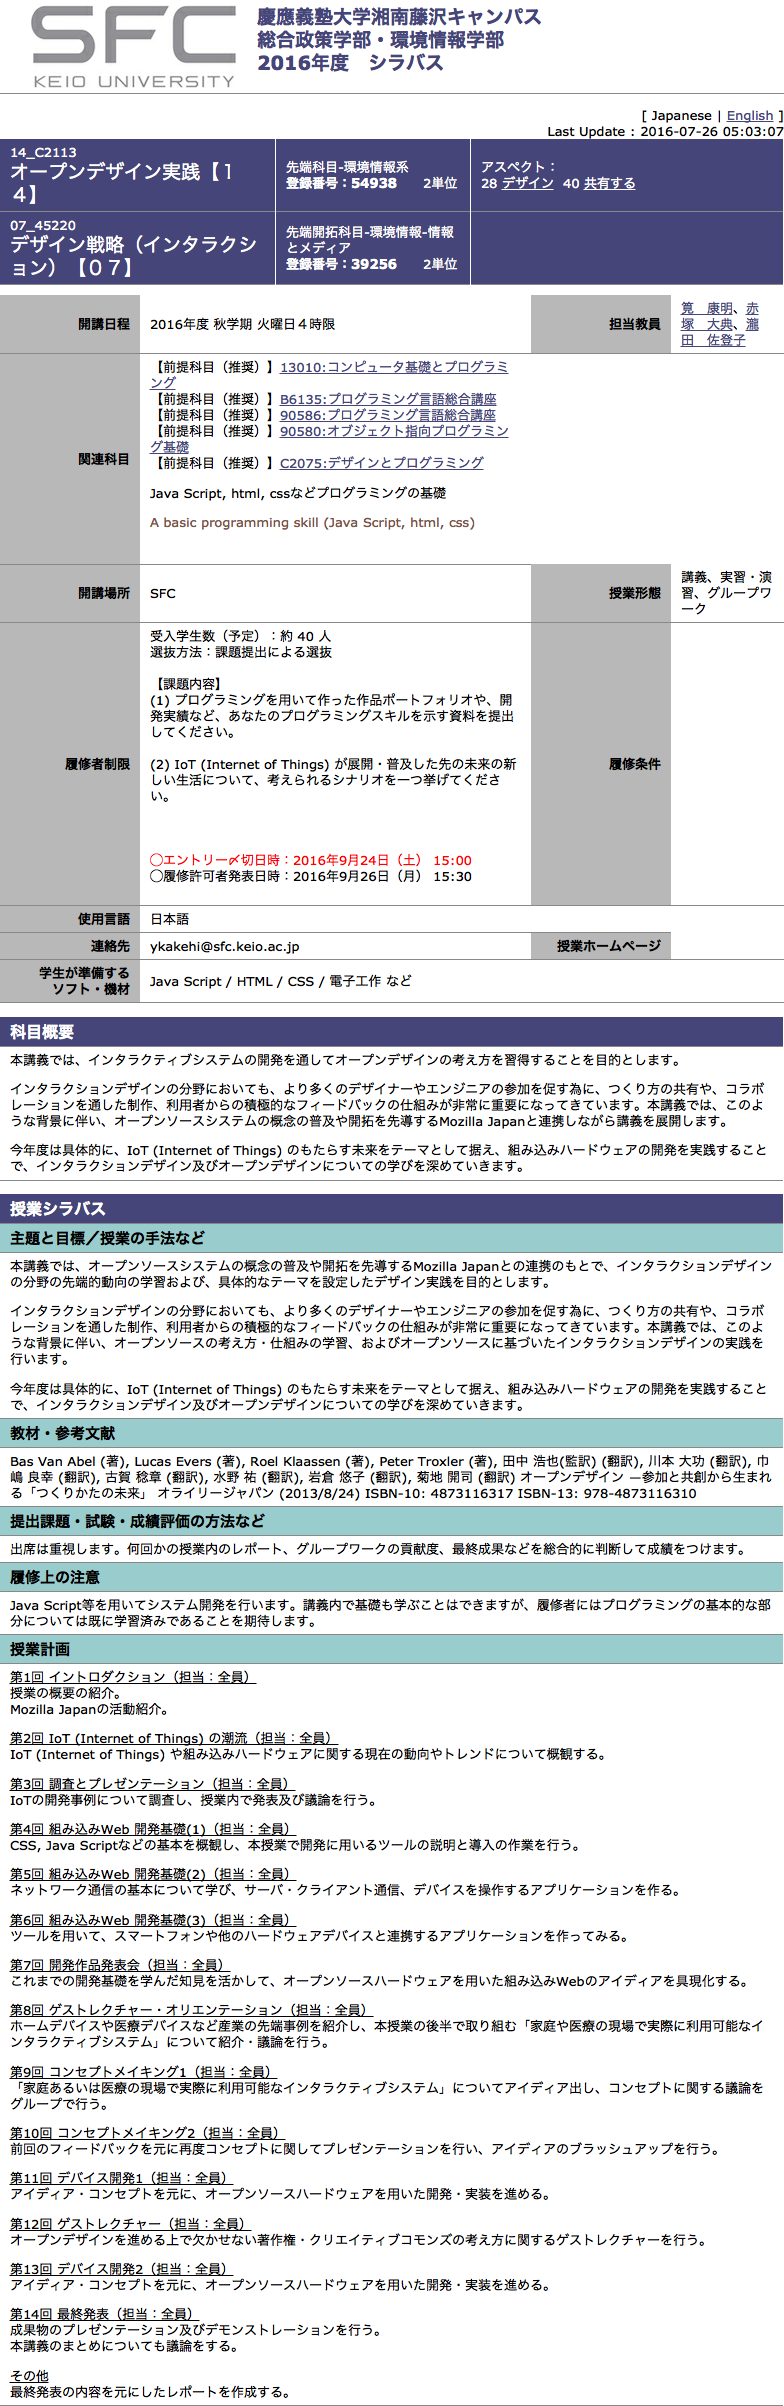 SFC
KEIO UNIVERSITY
慶應義塾大学湘南藤沢キャンパス
総合政策学部・環境情報学部
2016年度　シラバス
[ Japanese | English ]
Last Update : 2016-07-26 05:03:07
14_C2113
オープンデザイン実践【１
４】
先端科目-環境情報系
登録番号：54938　　2単位
アスペクト：
28 デザイン 40 共有する
07_45220
デザイン戦略（インタラクシ
ョン）【０７】
先端開拓科目-環境情報-情報
とメディア
登録番号：39256　　2単位
開講日程
2016年度 秋学期 火曜日４時限
担当教員
筧　康明、赤
塚　大典、瀧
田　佐登子
関連科目
【前提科目（推奨）】13010:コンピュータ基礎とプログラミ
ング
【前提科目（推奨）】B6135:プログラミング言語総合講座
【前提科目（推奨）】90586:プログラミング言語総合講座
【前提科目（推奨）】90580:オブジェクト指向プログラミン
グ基礎
【前提科目（推奨）】C2075:デザインとプログラミング
Java Script, html, cssなどプログラミングの基礎
A basic programming skill (Java Script, html, css)
開講場所
SFC
授業形態
講義、実習・演
習、グループワ
ーク
履修者制限
受入学生数（予定）：約 40 人
選抜方法：課題提出による選抜
【課題内容】
(1) プログラミングを用いて作った作品ポートフォリオや、開
発実績など、あなたのプログラミングスキルを示す資料を提出
してください。
(2) IoT (Internet of Things) が展開・普及した先の未来の新
しい生活について、考えられるシナリオを一つ挙げてくださ
い。
◯エントリー〆切日時：2016年9月24日（土） 15:00
◯履修許可者発表日時：2016年9月26日（月） 15:30
履修条件
使用言語
日本語
連絡先
ykakehi@sfc.keio.ac.jp
授業ホームページ
学生が準備する
ソフト・機材
Java Script / HTML / CSS / 電子工作 など
科目概要
本講義では、インタラクティブシステムの開発を通してオープンデザインの考え方を習得することを目的とします。
インタラクションデザインの分野においても、より多くのデザイナーやエンジニアの参加を促す為に、つくり方の共有や、コラボ
レーションを通した制作、利用者からの積極的なフィードバックの仕組みが非常に重要になってきています。本講義では、このよ
うな背景に伴い、オープンソースシステムの概念の普及や開拓を先導するMozilla Japanと連携しながら講義を展開します。
今年度は具体的に、IoT (Internet of Things) のもたらす未来をテーマとして据え、組み込みハードウェアの開発を実践すること
で、インタラクションデザイン及びオープンデザインについての学びを深めていきます。
授業シラバス
主題と目標／授業の手法など
本講義では、オープンソースシステムの概念の普及や開拓を先導するMozilla Japanとの連携のもとで、インタラクションデザイン
の分野の先端的動向の学習および、具体的なテーマを設定したデザイン実践を目的とします。
インタラクションデザインの分野においても、より多くのデザイナーやエンジニアの参加を促す為に、つくり方の共有や、コラボ
レーションを通した制作、利用者からの積極的なフィードバックの仕組みが非常に重要になってきています。本講義では、このよ
うな背景に伴い、オープンソースの考え方・仕組みの学習、およびオープンソースに基づいたインタラクションデザインの実践を
行います。
今年度は具体的に、IoT (Internet of Things) のもたらす未来をテーマとして据え、組み込みハードウェアの開発を実践すること
で、インタラクションデザイン及びオープンデザインについての学びを深めていきます。
教材・参考文献
Bas Van Abel (著), Lucas Evers (著), Roel Klaassen (著), Peter Troxler (著), 田中 浩也(監訳) (翻訳), 川本 大功 (翻訳), 巾
嶋 良幸 (翻訳), 古賀 稔章 (翻訳), 水野 祐 (翻訳), 岩倉 悠子 (翻訳), 菊地 開司 (翻訳) オープンデザイン ―参加と共創から生まれ
る「つくりかたの未来」 オライリージャパン (2013/8/24) ISBN-10: 4873116317 ISBN-13: 978-4873116310
提出課題・試験・成績評価の方法など
出席は重視します。何回かの授業内のレポート、グループワークの貢献度、最終成果などを総合的に判断して成績をつけます。
履修上の注意
Java Script等を用いてシステム開発を行います。講義内で基礎も学ぶことはできますが、履修者にはプログラミングの基本的な部
分については既に学習済みであることを期待します。
授業計画
第1回 イントロダクション（担当：全員）
授業の概要の紹介。
Mozilla Japanの活動紹介。
第2回 IoT (Internet of Things) の潮流（担当：全員）
IoT (Internet of Things) や組み込みハードウェアに関する現在の動向やトレンドについて概観する。
第3回 調査とプレゼンテーション（担当：全員）
IoTの開発事例について調査し、授業内で発表及び議論を行う。
第4回 組み込みWeb 開発基礎(1)（担当：全員）
CSS, Java Scriptなどの基本を概観し、本授業で開発に用いるツールの説明と導入の作業を行う。
第5回 組み込みWeb 開発基礎(2)（担当：全員）
ネットワーク通信の基本について学び、サーバ・クライアント通信、デバイスを操作するアプリケーションを作る。
第6回 組み込みWeb 開発基礎(3)（担当：全員）
ツールを用いて、スマートフォンや他のハードウェアデバイスと連携するアプリケーションを作ってみる。
第7回 開発作品発表会（担当：全員）
これまでの開発基礎を学んだ知見を活かして、オープンソースハードウェアを用いた組み込みWebのアイディアを具現化する。
第8回 ゲストレクチャー・オリエンテーション（担当：全員）
ホームデバイスや医療デバイスなど産業の先端事例を紹介し、本授業の後半で取り組む「家庭や医療の現場で実際に利用可能なイ
ンタラクティブシステム」について紹介・議論を行う。
第9回 コンセプトメイキング1（担当：全員）
「家庭あるいは医療の現場で実際に利用可能なインタラクティブシステム」についてアイディア出し、コンセプトに関する議論を
グループで行う。
第10回 コンセプトメイキング2（担当：全員）
前回のフィードバックを元に再度コンセプトに関してプレゼンテーションを行い、アイディアのブラッシュアップを行う。
第11回 デバイス開発1（担当：全員）
アイディア・コンセプトを元に、オープンソースハードウェアを用いた開発・実装を進める。
第12回 ゲストレクチャー（担当：全員）
オープンデザインを進める上で欠かせない著作権・クリエイティブコモンズの考え方に関するゲストレクチャーを行う。
第13回 デバイス開発2（担当：全員）
アイディア・コンセプトを元に、オープンソースハードウェアを用いた開発・実装を進める。
第14回 最終発表（担当：全員）
成果物のプレゼンテーション及びデモンストレーションを行う。
本講義のまとめについても議論をする。
その他
最終発表の内容を元にしたレポートを作成する。